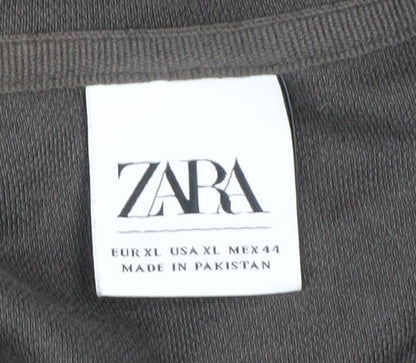 ZARA
EUR XL USA XL MEX 44
MADE IN PAKISTAN